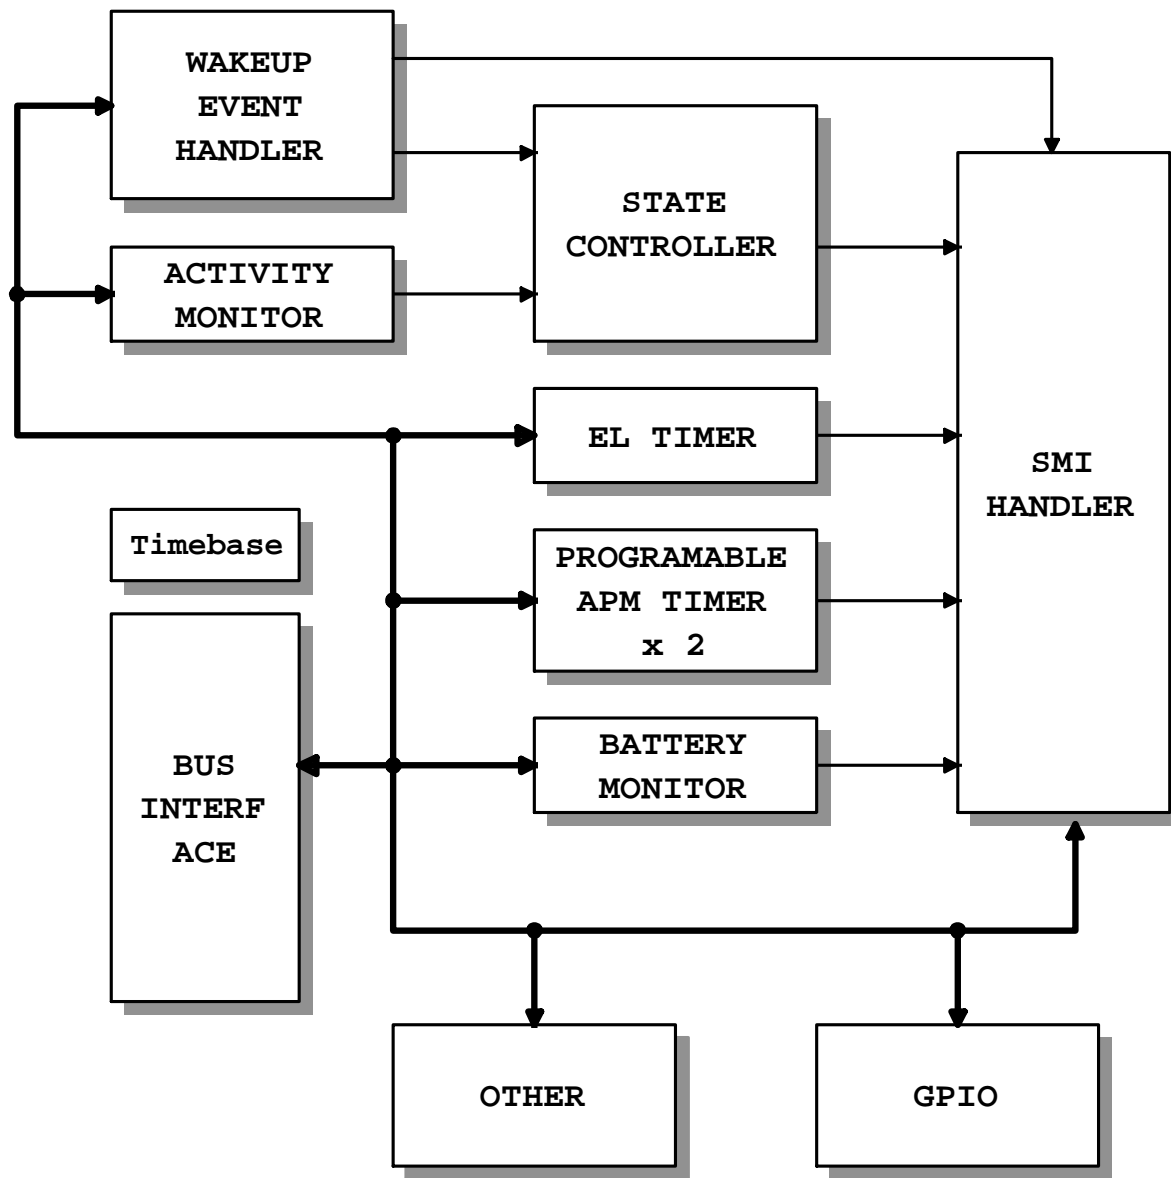 WAKEUP
EVENT
HANDLER
STATE
CONTROLLER
ACTIVITY
MONITOR
EL TIMER
SMI
HANDLER
Timebase
PROGRAMABLE
APM TIMER
x 2
BUS
INTERF
ACE
BATTERY
MONITOR
OTHER
GPIO